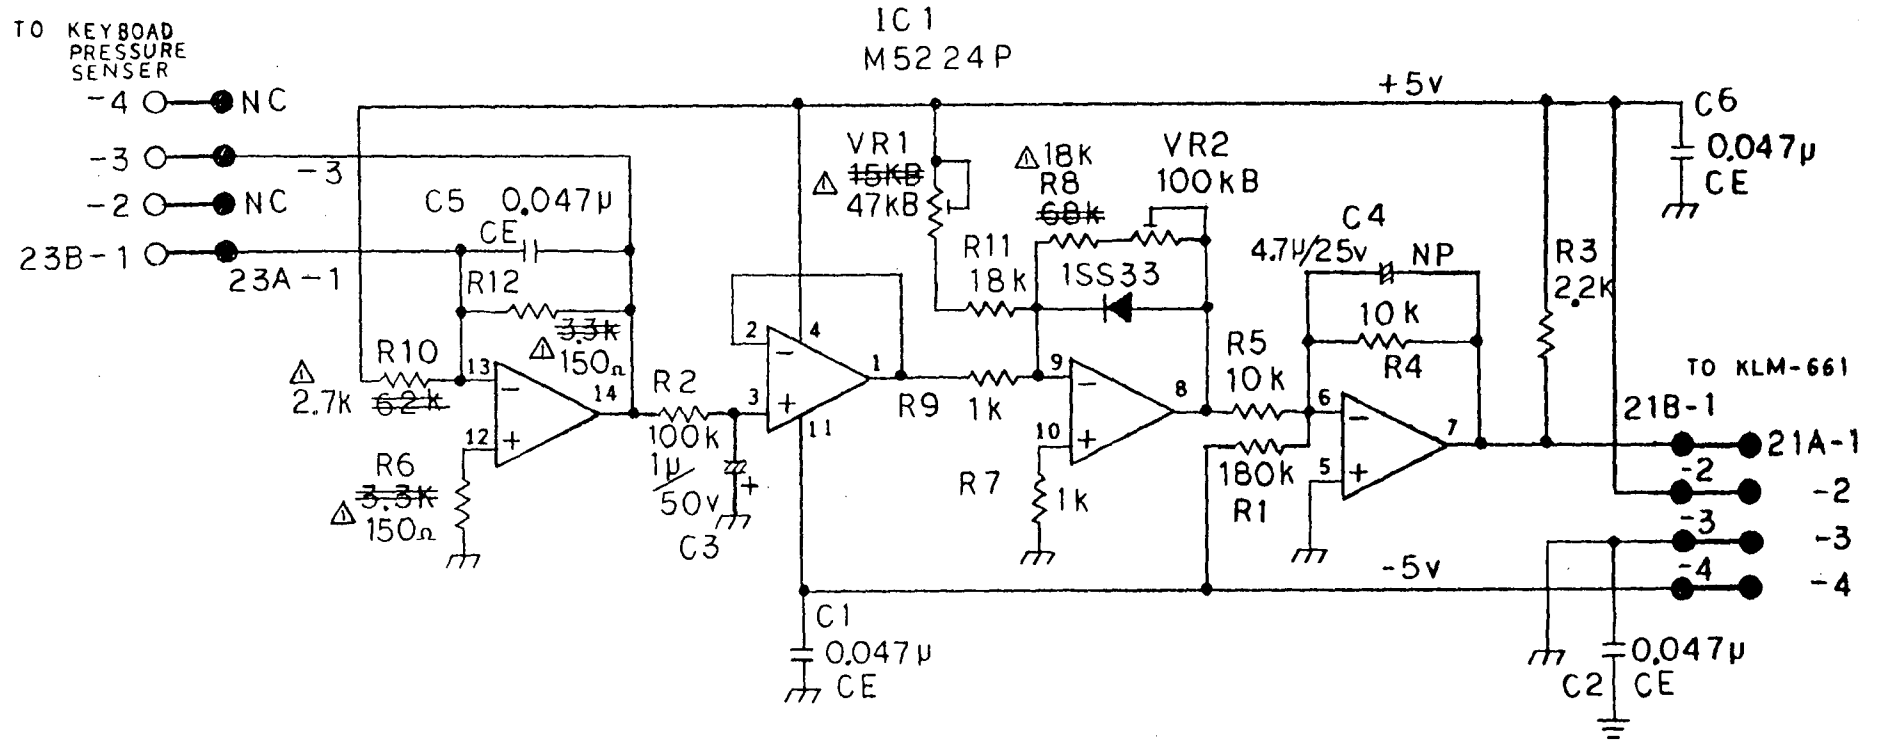 IC1
M5224P
TO KEYBOAD
PRESSURE
SENSER
-4 NC
-3
-3
-2 NC
23B-1
23A-1
+5v
C6
0.047µ
CE
C5 0.047µ
CE
R12
3.3k
⚠ 150Ω
R10
⚠ 2.7k 62k
13
12
14
R6
3.3K
⚠ 150Ω
R2
100k
1µ/50v
+
C3
2
3
4
1
11
VR1
15KB
⚠ 47KB
⚠ 18K
R8
68k
VR2
100kB
R11
18k
1SS33
R9
1k
9
10
8
R7
1k
R5
10k
180k
R1
C4
4.7µ/25v NP
10k
R4
6
5
7
R3
2.2K
TO KLM-661
21B-1
21A-1
-2
-2
-3
-3
-4
-4
-5v
C1
0.047µ
CE
0.047µ
C2 CE